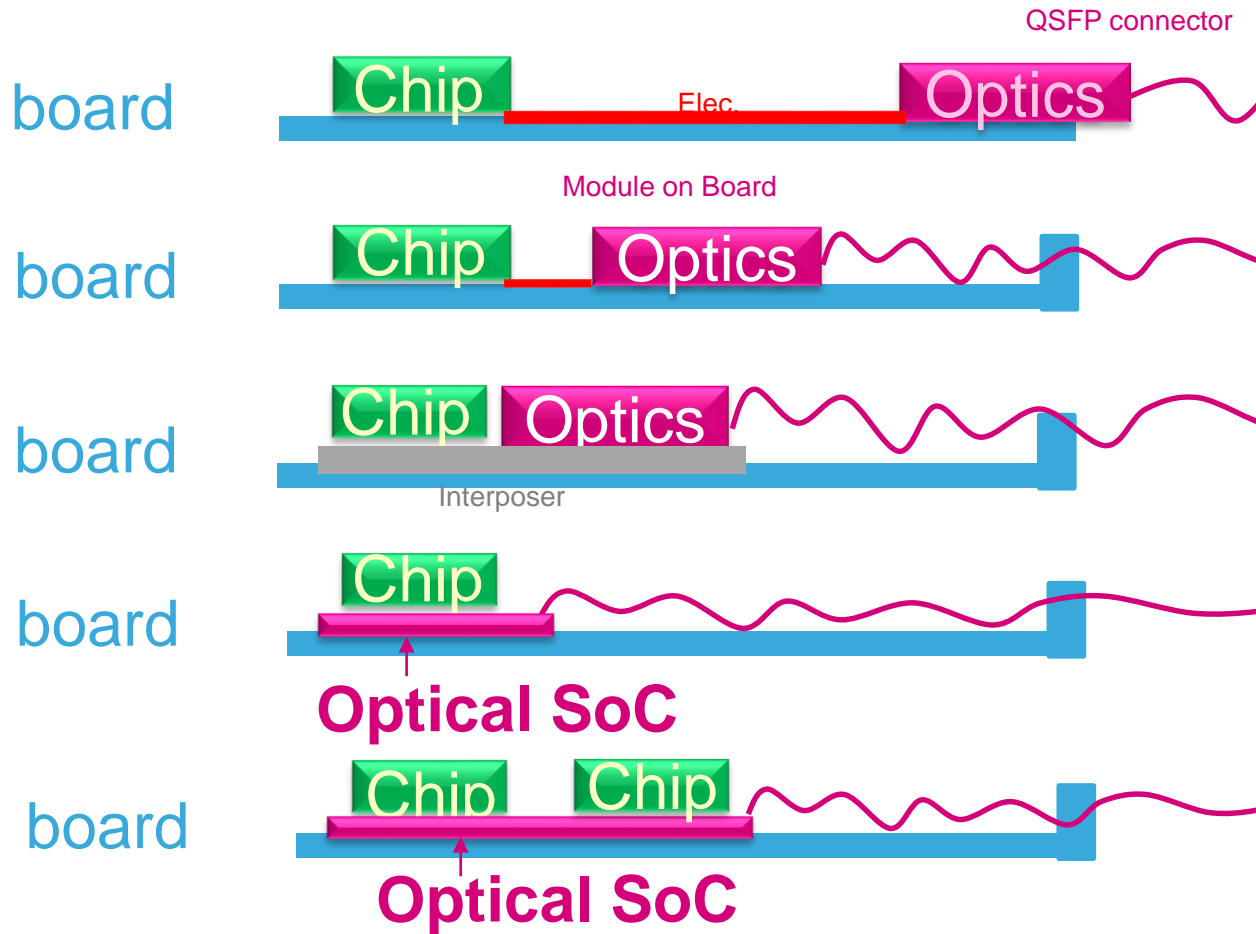 QSFP connector
board
Chip
Elec.
Optics
Module on Board
board
Chip
Optics
board
Chip
Optics
Interposer
board
Chip
Optical SoC
board
Chip
Chip
Optical SoC